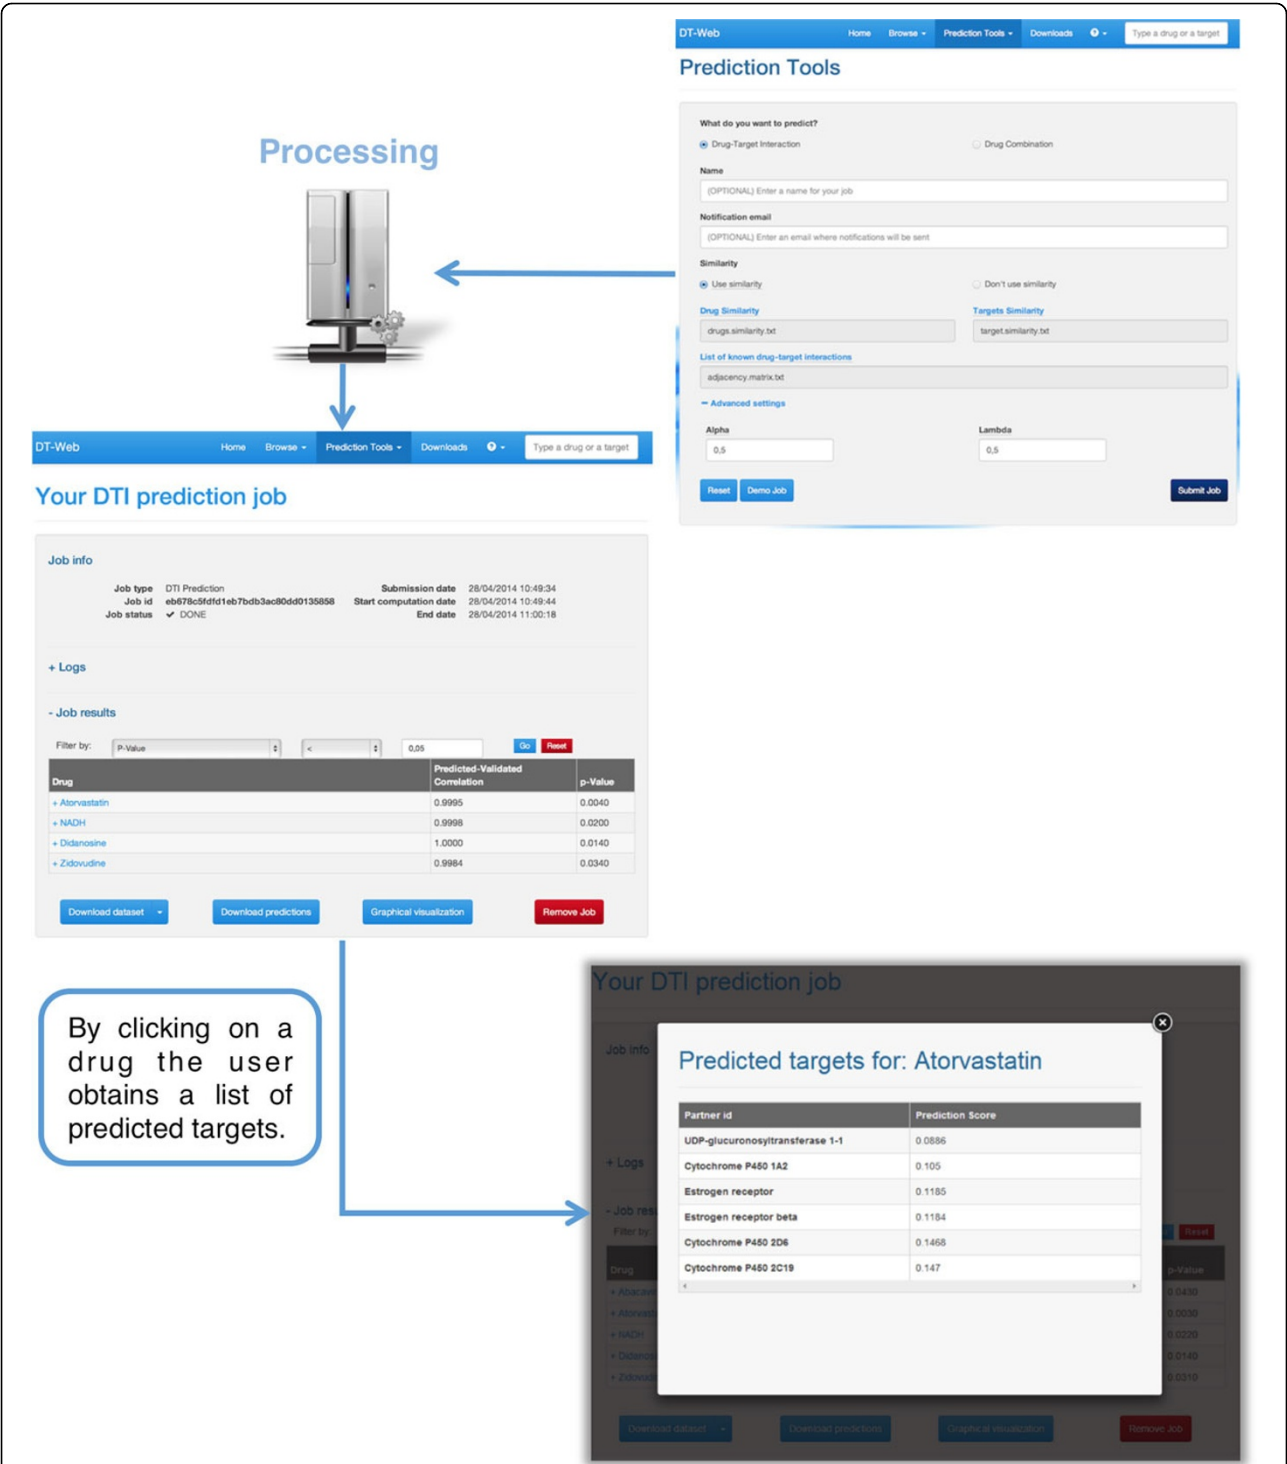 DT-Web Home Browse Prediction Tools Downloads ? Type a drug or a target
Prediction Tools
What do you want to predict?
Drug-Target Interaction Drug Combination
Name
(OPTIONAL) Enter a name for your job
Notification email
(OPTIONAL) Enter an email where notifications will be sent
Similarity
Use similarity Don't use similarity
Drug Similarity Targets Similarity
drugs.similarity.txt target.similarity.txt
List of known drug-target interactions
adjacency.matrix.txt
− Advanced settings
Alpha Lambda
0,5 0,5
Reset Demo Job Submit Job
Processing
DT-Web Home Browse Prediction Tools Downloads ? Type a drug or a target
Your DTI prediction job
Job info
Job type DTI Prediction Submission date 28/04/2014 10:49:34
Job id eb678c5fdfd1eb7bdb3ac80dd0135858 Start computation date 28/04/2014 10:49:44
Job status ✔ DONE End date 28/04/2014 11:00:18
+ Logs
- Job results
Filter by: P-Value < 0,05 Go Reset
Drug Predicted-Validated Correlation p-Value
+ Atorvastatin 0.9995 0.0040
+ NADH 0.9998 0.0200
+ Didanosine 1.0000 0.0140
+ Zidovudine 0.9984 0.0340
Download dataset Download predictions Graphical visualization Remove Job
By clicking on a
drug the user
obtains a list of
predicted targets.
Your DTI prediction job
Job info
+ Logs
- Job
Filter by: Reset
Drug p-Value
0.0430
0.0030
+ NADH 0.0220
0.0140
0.0310
Download dataset Download predictions Graphical visualization Remove Job
Predicted targets for: Atorvastatin
Partner id Prediction Score
UDP-glucuronosyltransferase 1-1 0.0886
Cytochrome P450 1A2 0.105
Estrogen receptor 0.1185
Estrogen receptor beta 0.1184
Cytochrome P450 2D6 0.1468
Cytochrome P450 2C19 0.147